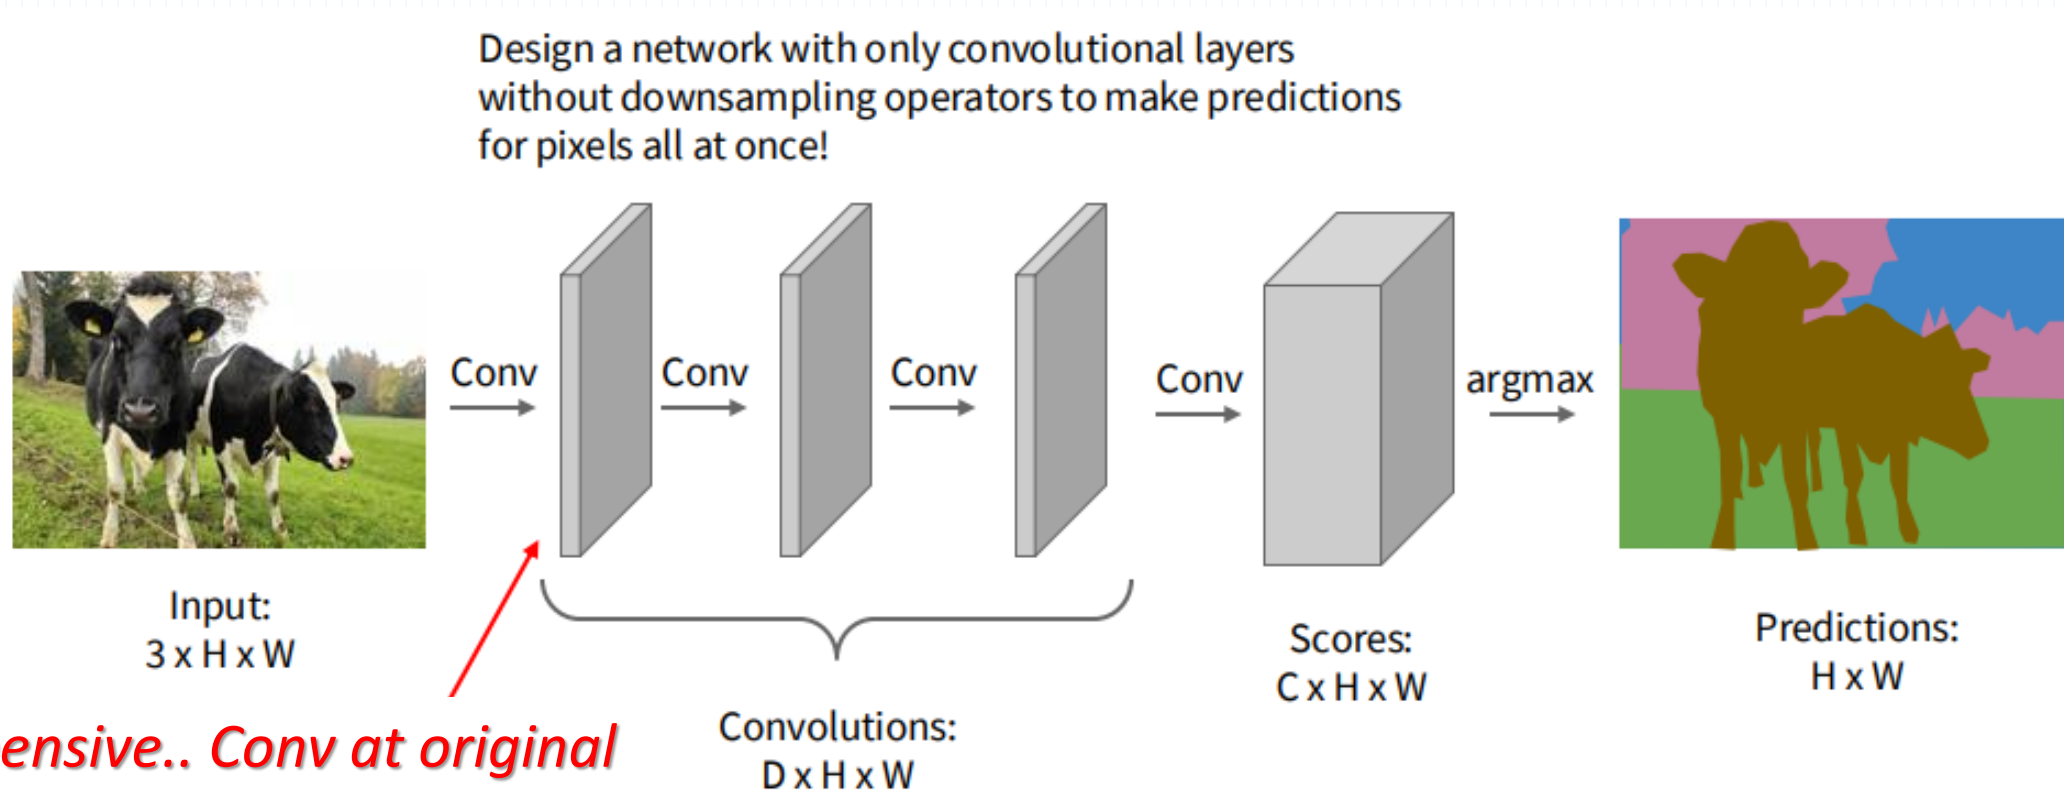 Design a network with only convolutional layers
without downsampling operators to make predictions
for pixels all at once!
Conv
Conv
Conv
Conv
argmax
Input:
3 x H x W
Convolutions:
D x H x W
Scores:
C x H x W
Predictions:
H x W
ensive.. Conv at original